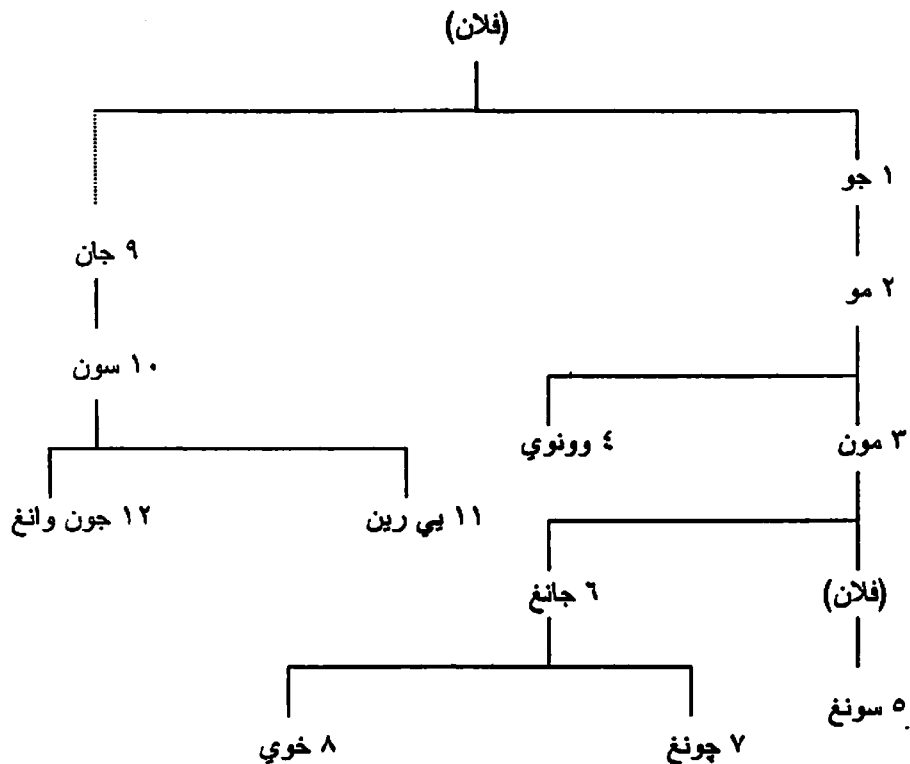 (فلان)
١ جو
٩ جان
٢ مو
١٠ سون
٣ مون
٤ وونوي
١١ يي رين
١٢ جون وانغ
(فلان)
٦ جانغ
٥ سونغ
٧ چونغ
٨ خوي